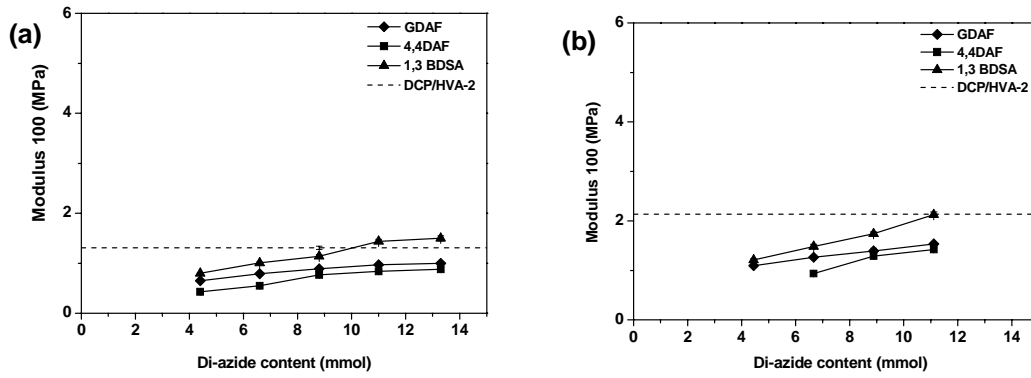 (a)
GDAF
4,4DAF
1,3 BDSA
DCP/HVA-2
Modulus 100 (MPa)
6
4
2
0
0 2 4 6 8 10 12 14
Di-azide content (mmol)
(b)
GDAF
4,4DAF
1,3 BDSA
DCP/HVA-2
Modulus 100 (MPa)
6
4
2
0
0 2 4 6 8 10 12 14
Di-azide content (mmol)